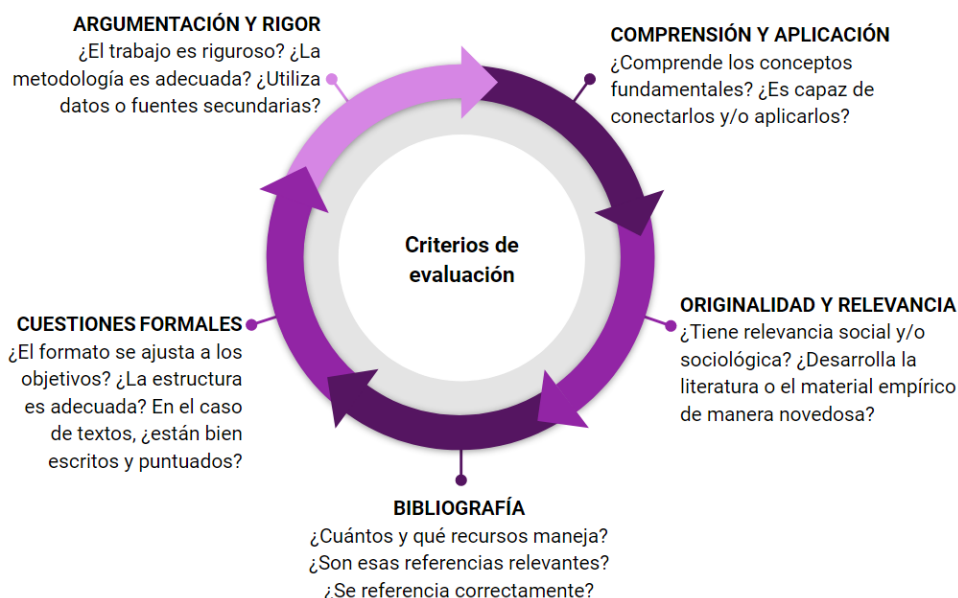 ARGUMENTACIÓN Y RIGOR
¿El trabajo es riguroso? ¿La
metodología es adecuada? ¿Utiliza
datos o fuentes secundarias?
COMPRENSIÓN Y APLICACIÓN
¿Comprende los conceptos
fundamentales? ¿Es capaz de
conectarlos y/o aplicarlos?
Criterios de
evaluación
ORIGINALIDAD Y RELEVANCIA
¿Tiene relevancia social y/o
sociológica? ¿Desarrolla la
literatura o el material empírico
de manera novedosa?
CUESTIONES FORMALES
¿El formato se ajusta a los
objetivos? ¿La estructura
es adecuada? En el caso
de textos, ¿están bien
escritos y puntuados?
BIBLIOGRAFÍA
¿Cuántos y qué recursos maneja?
¿Son esas referencias relevantes?
¿Se referencia correctamente?